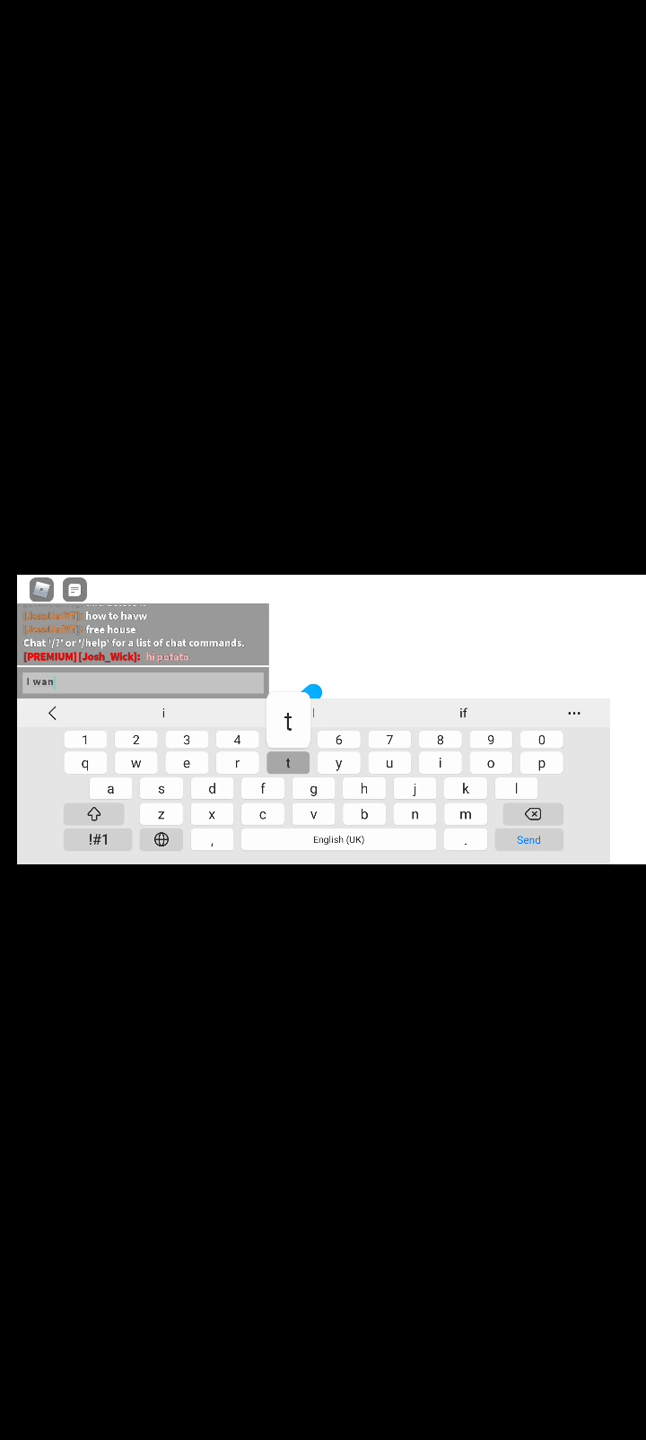 how to havw
free house
Chat '/?' or '/help' for a list of chat commands.
[PREMIUM] [Josh_Wick]: hi potato
I wan
i t l if ...
1 2 3 4 6 7 8 9 0
q w e r t y u i o p
a s d f g h j k l
z x c v b n m
!#1 , English (UK) . Send